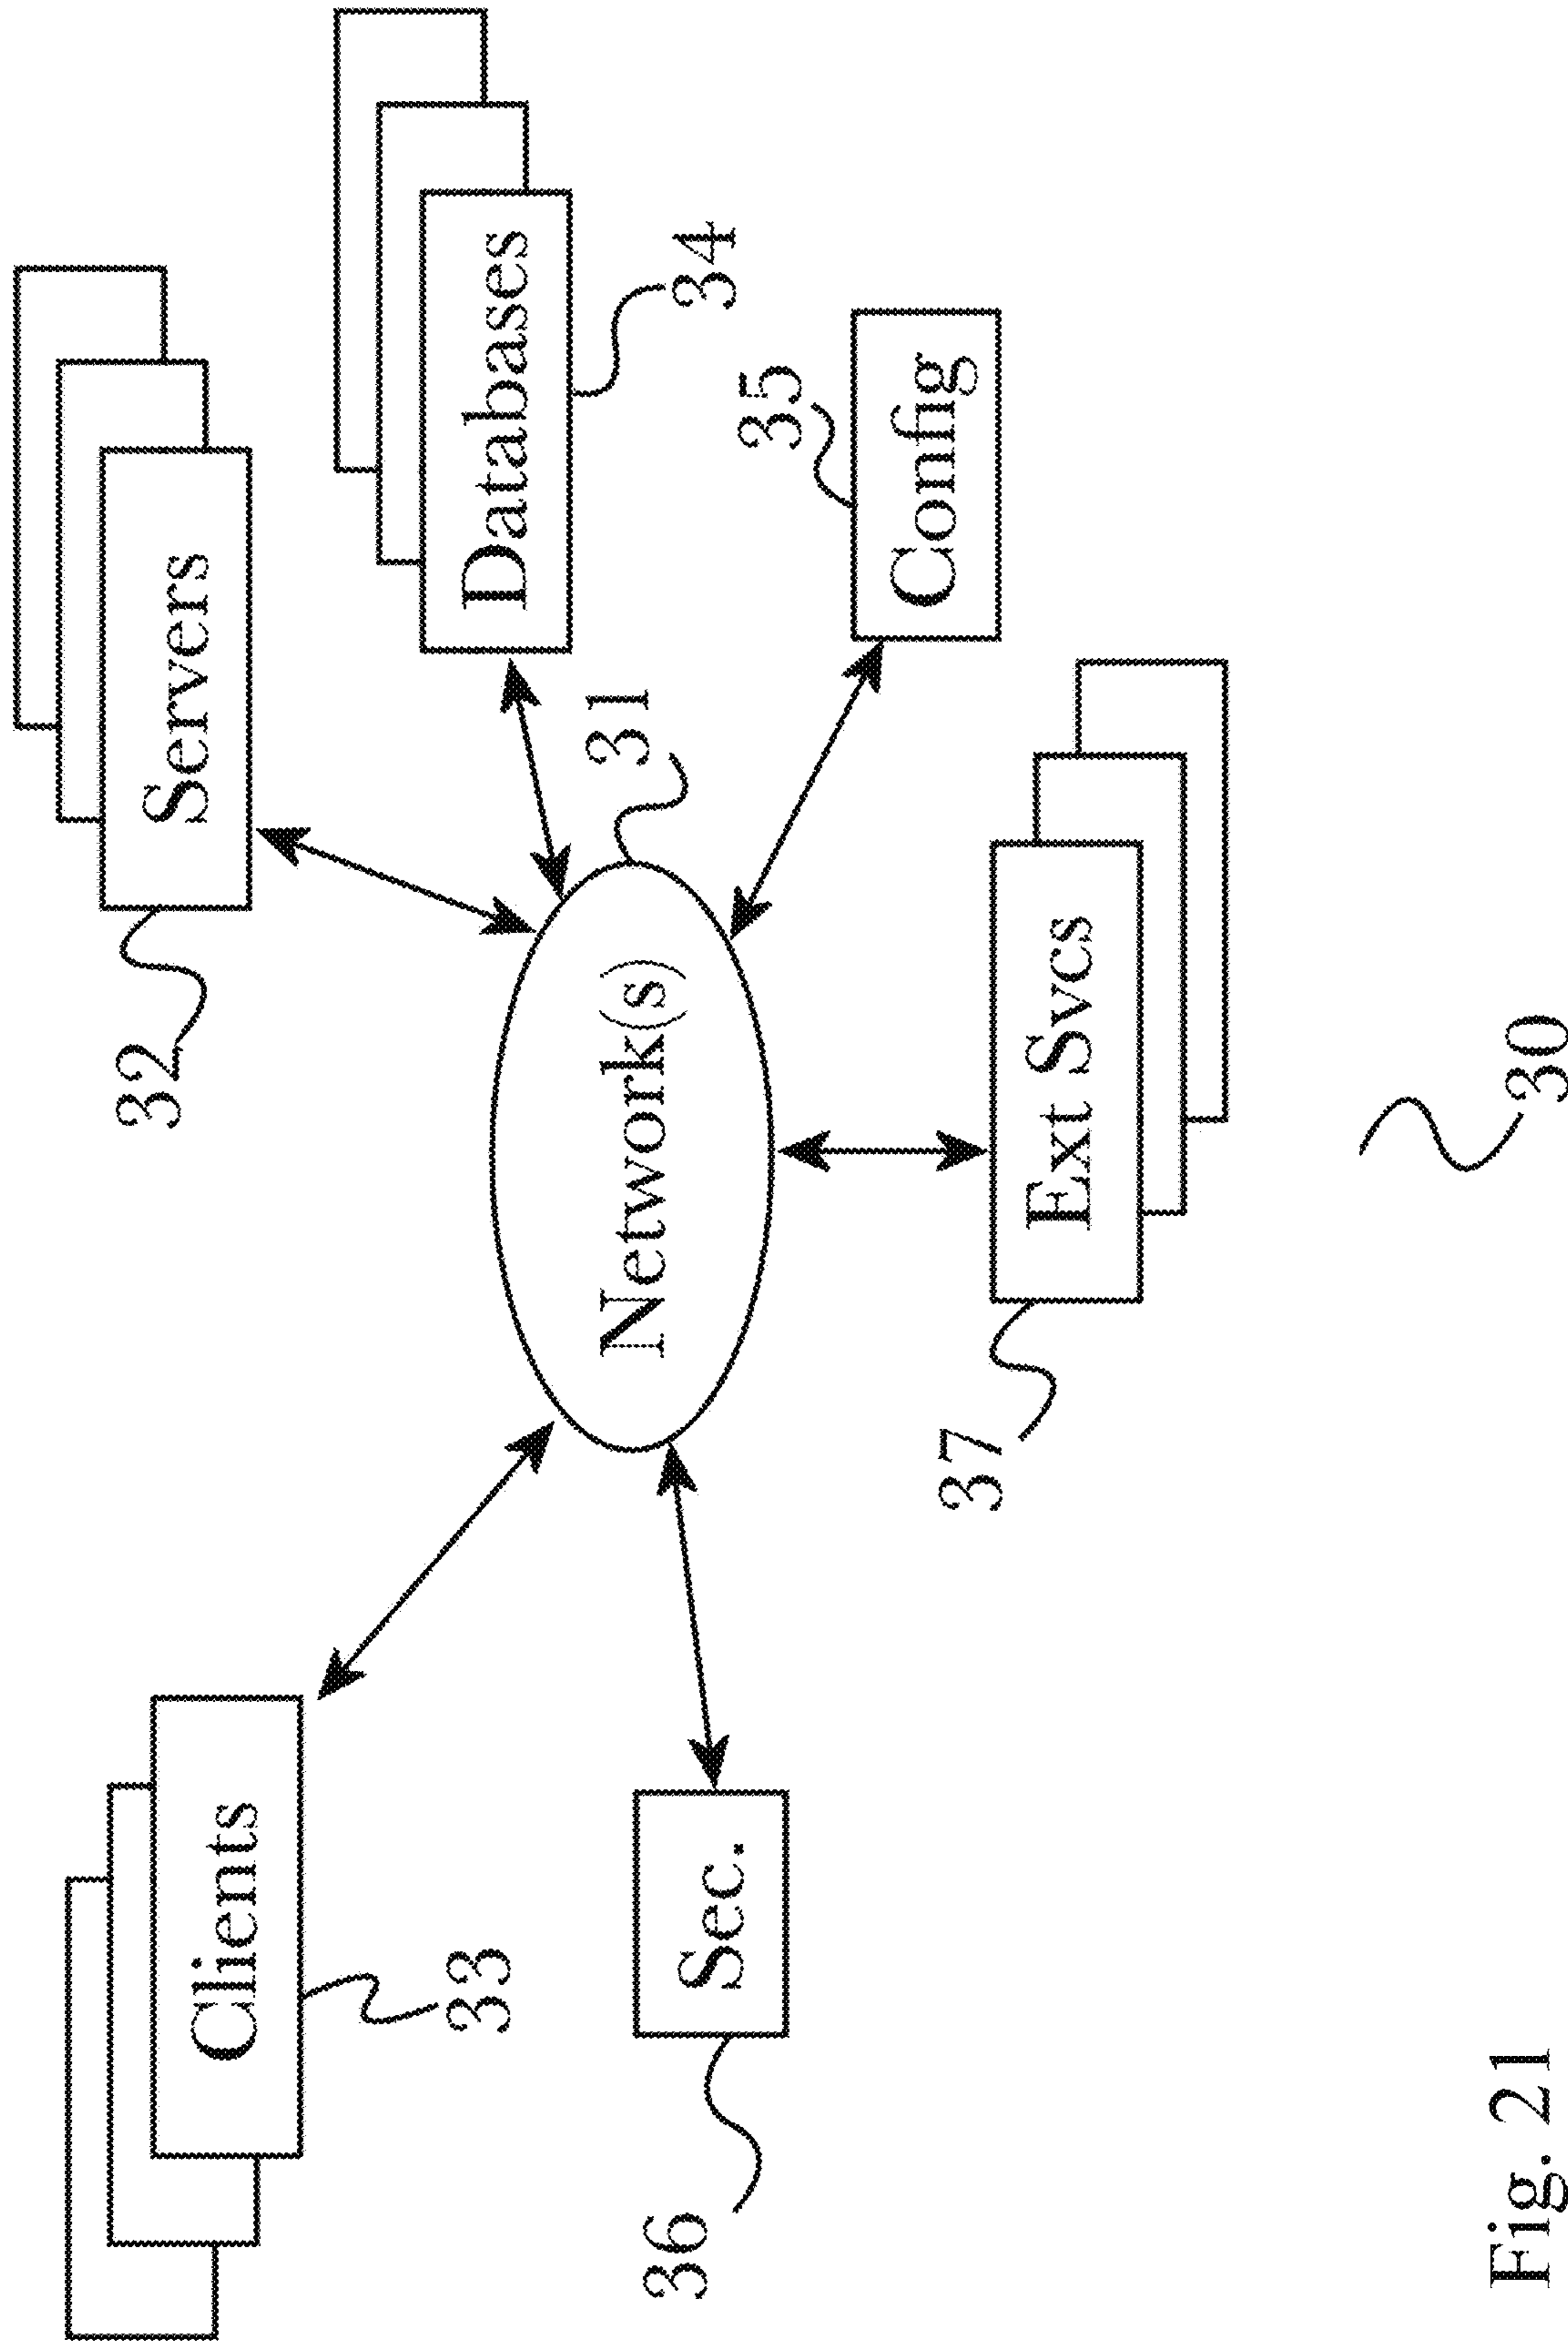 Servers
32
Clients
33
Databases
34
Network(s)
31
Sec.
36
Config
35
Ext Svcs
37
30
Fig. 21